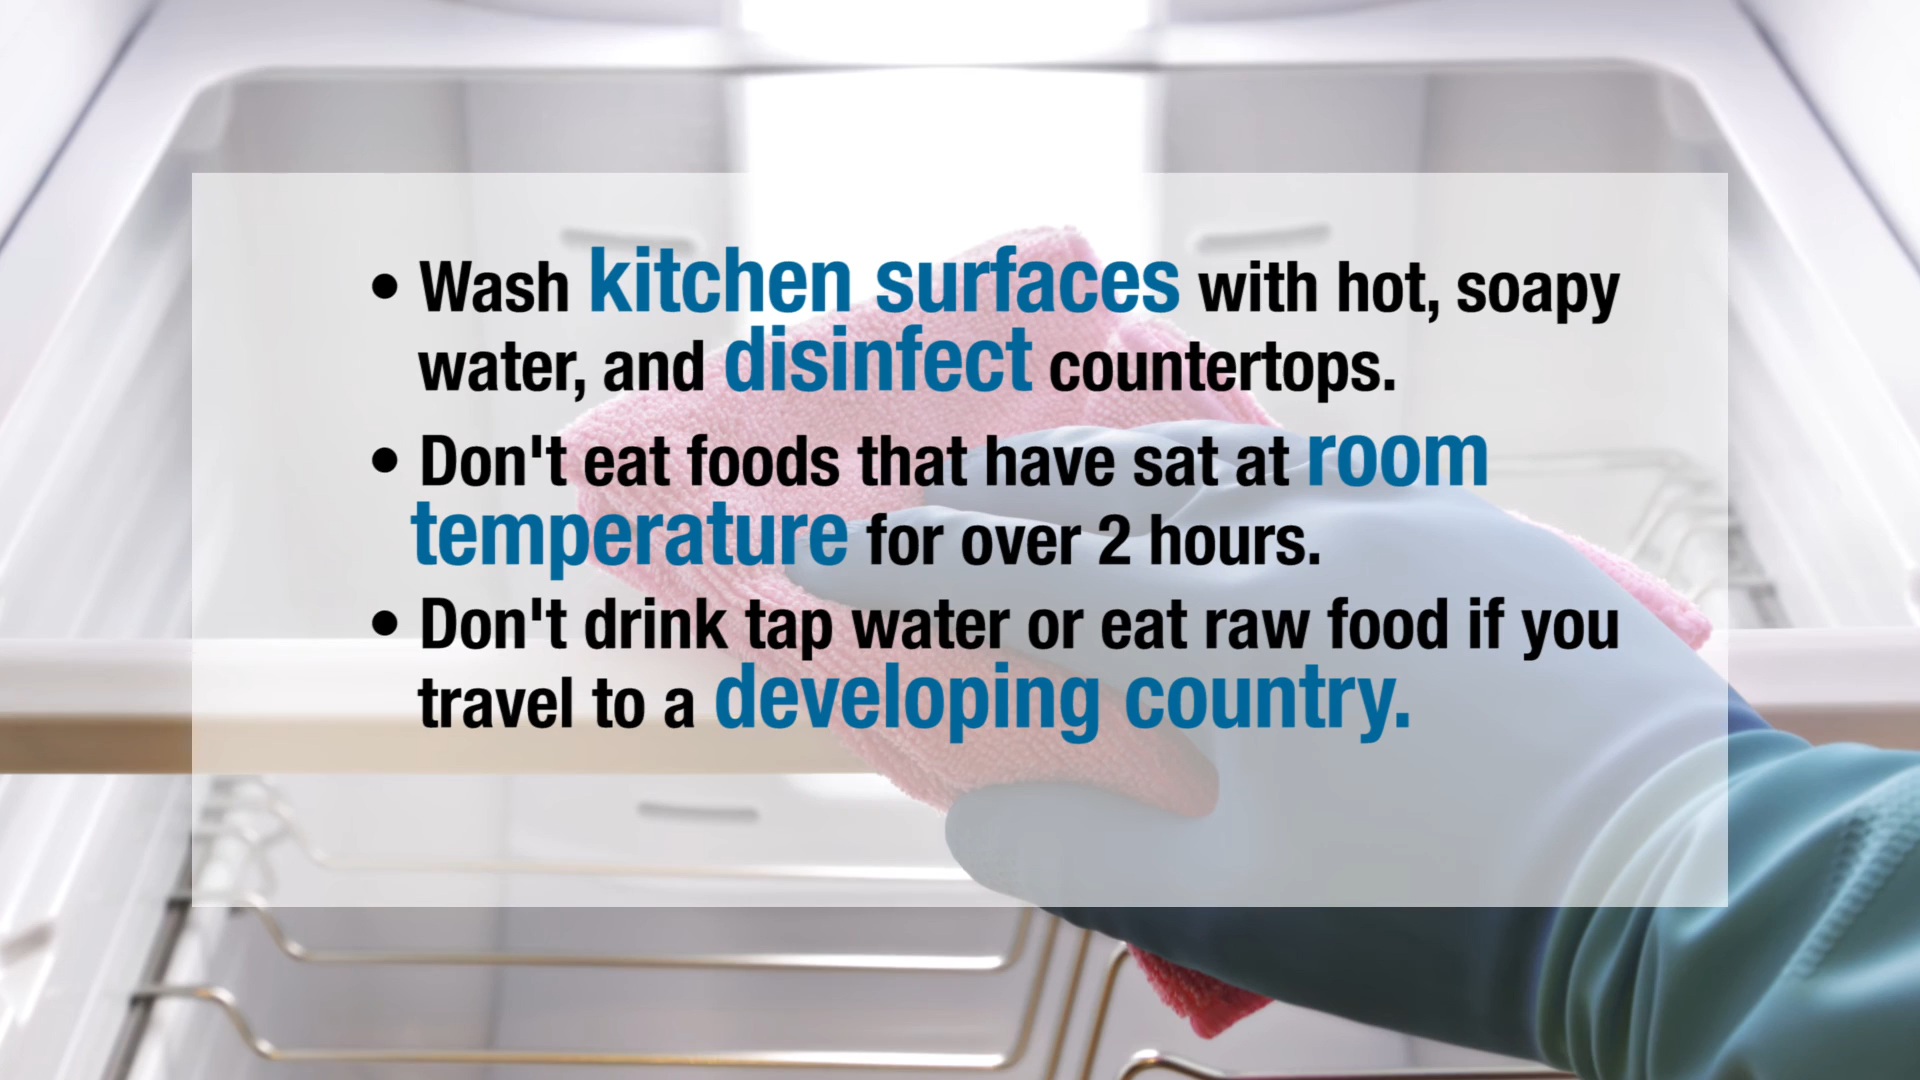 • Wash kitchen surfaces with hot, soapy
water, and disinfect countertops.
• Don't eat foods that have sat at room
temperature for over 2 hours.
• Don't drink tap water or eat raw food if you
travel to a developing country.